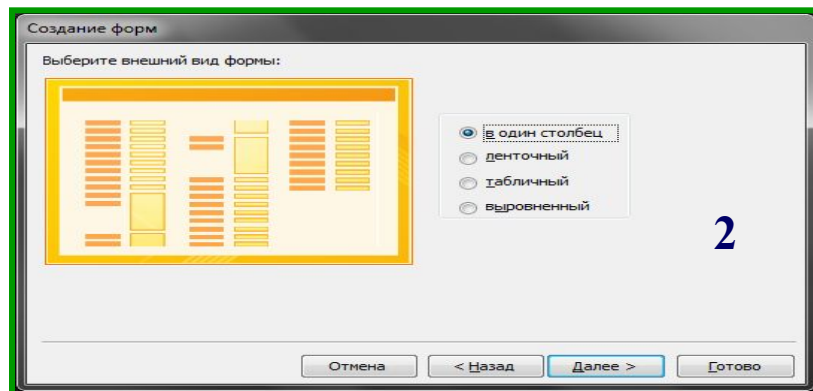 Создание форм
Выберите внешний вид формы:
в один столбец
ленточный
табличный
выровненный
2
Отмена
< Назад
Далее >
Готово